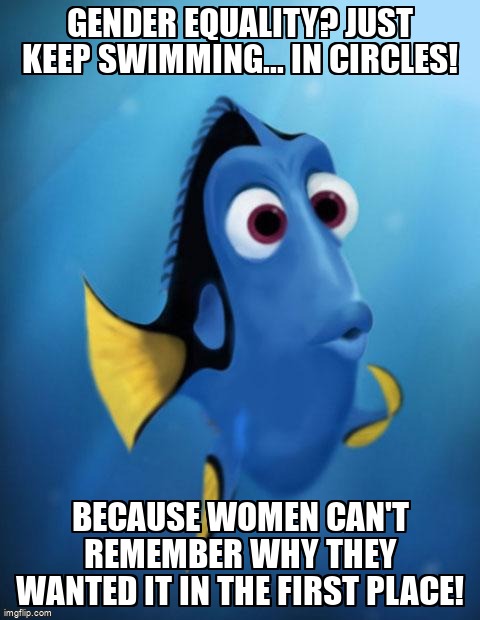 GENDER EQUALITY? JUST
KEEP SWIMMING... IN CIRCLES!
BECAUSE WOMEN CAN'T
REMEMBER WHY THEY
WANTED IT IN THE FIRST PLACE!
imgflip.com